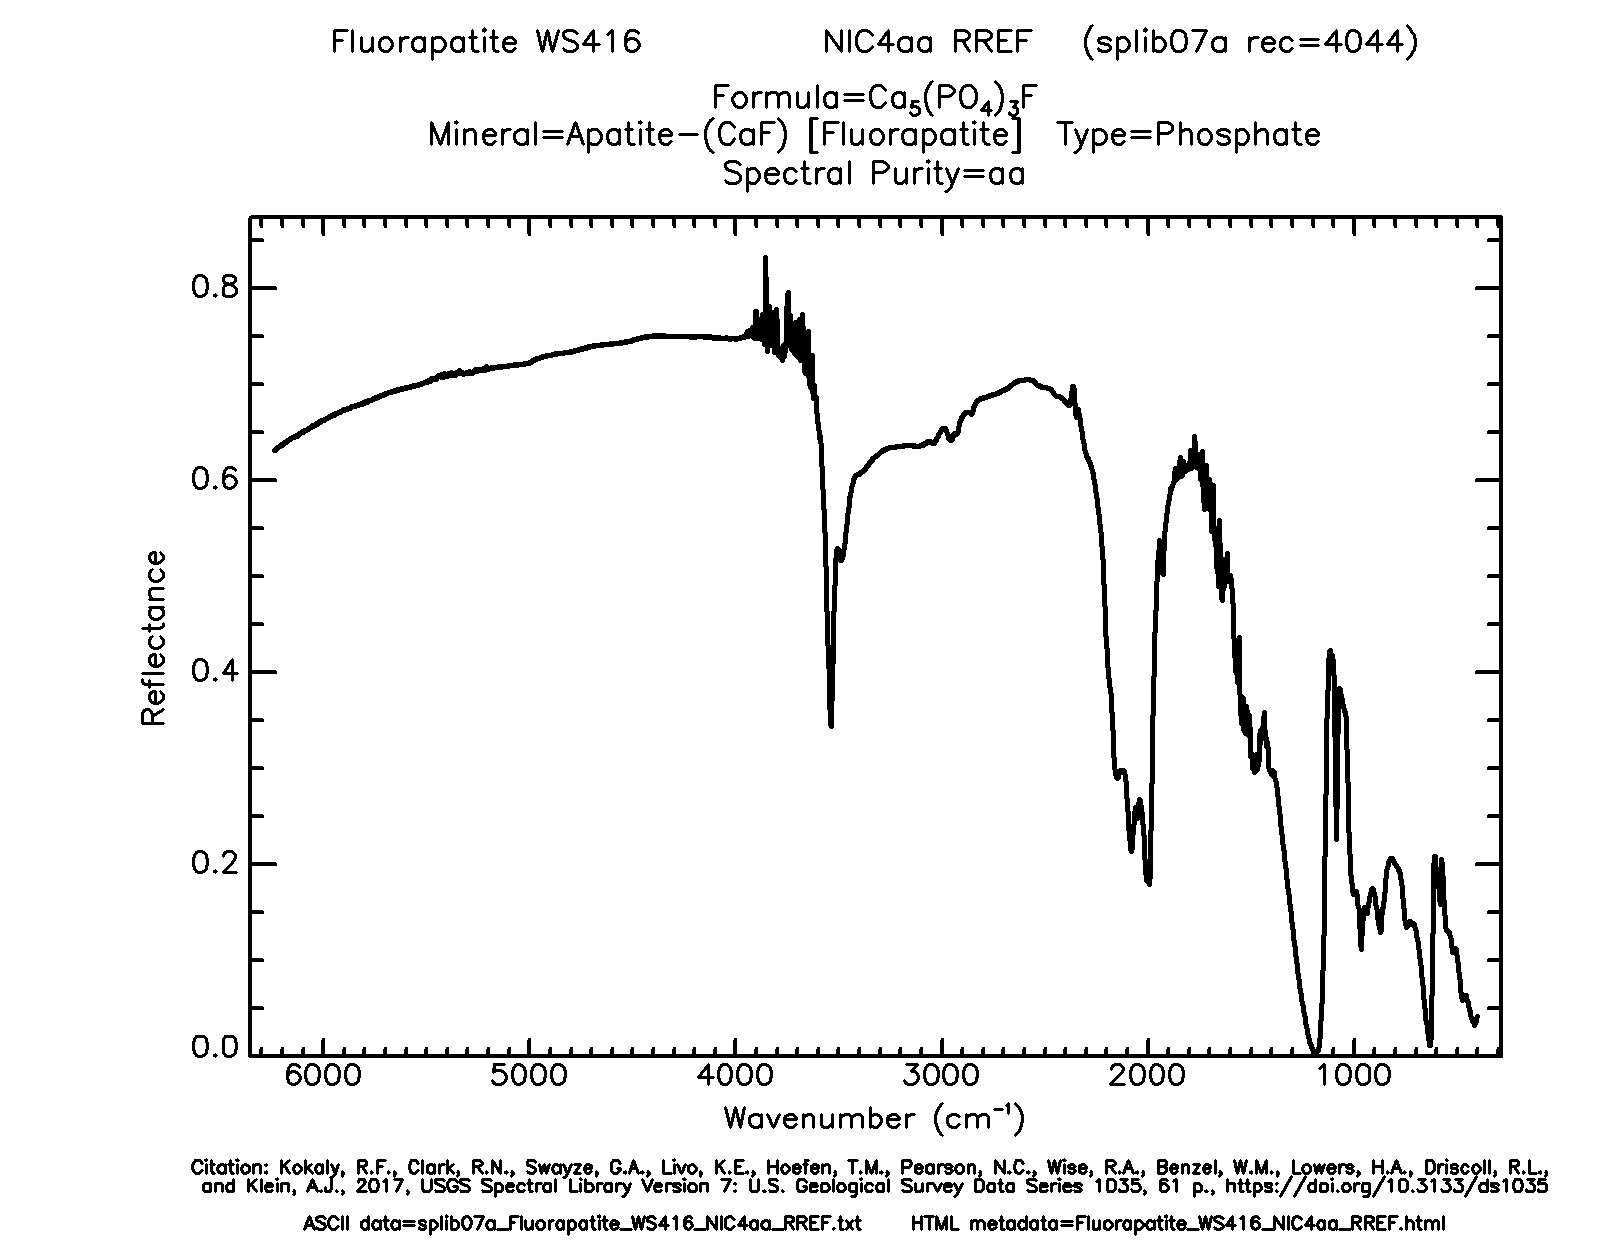 Fluorapatite WS416 NIC4aa RREF (splib07a rec=4044)
Formula=Ca₅(PO₄)₃F
Mineral=Apatite-(CaF) [Fluorapatite] Type=Phosphate
Spectral Purity=aa
0.8
0.6
0.4
0.2
0.0
Reflectance
6000 5000 4000 3000 2000 1000
Wavenumber (cm⁻¹)
Citation: Kokaly, R.F., Clark, R.N., Swayze, G.A., Livo, K.E., Hoefen, T.M., Pearson, N.C., Wise, R.A., Benzel, W.M., Lowers, H.A., Driscoll, R.L.,
and Klein, A.J., 2017, USGS Spectral Library Version 7: U.S. Geological Survey Data Series 1035, 61 p., https://doi.org/10.3133/ds1035
ASCII data=splib07a_Fluorapatite_WS416_NIC4aa_RREF.txt HTML metadata=Fluorapatite_WS416_NIC4aa_RREF.html